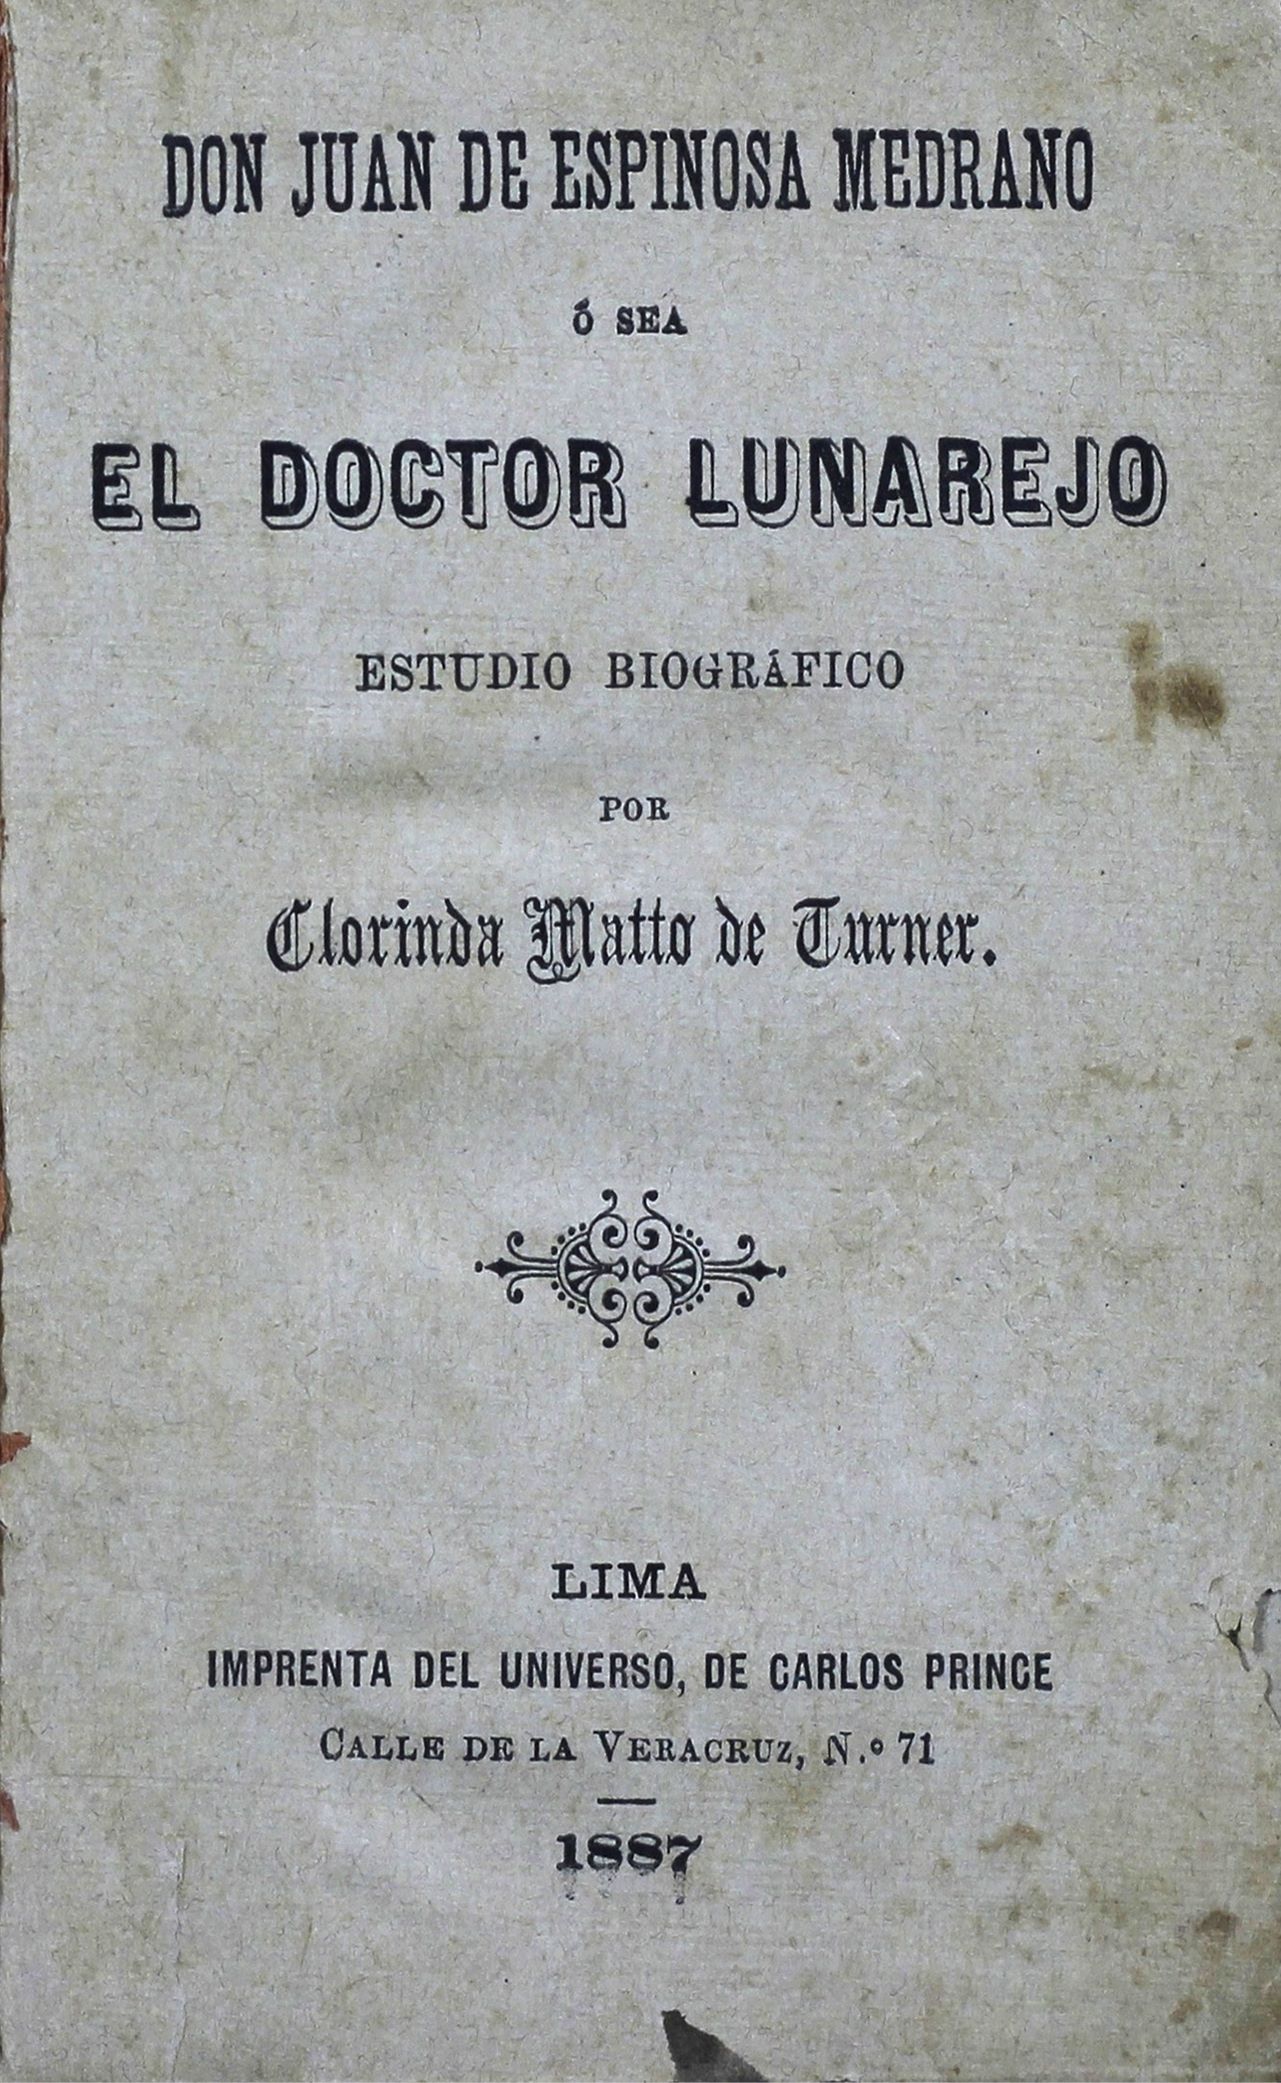 DON JUAN DE ESPINOSA MEDRANO
Ó SEA
EL DOCTOR LUNAREJO
ESTUDIO BIOGRÁFICO
POR
Clorinda Matto de Turner.
LIMA
IMPRENTA DEL UNIVERSO, DE CARLOS PRINCE
CALLE DE LA VERACRUZ, N.º 71
1887